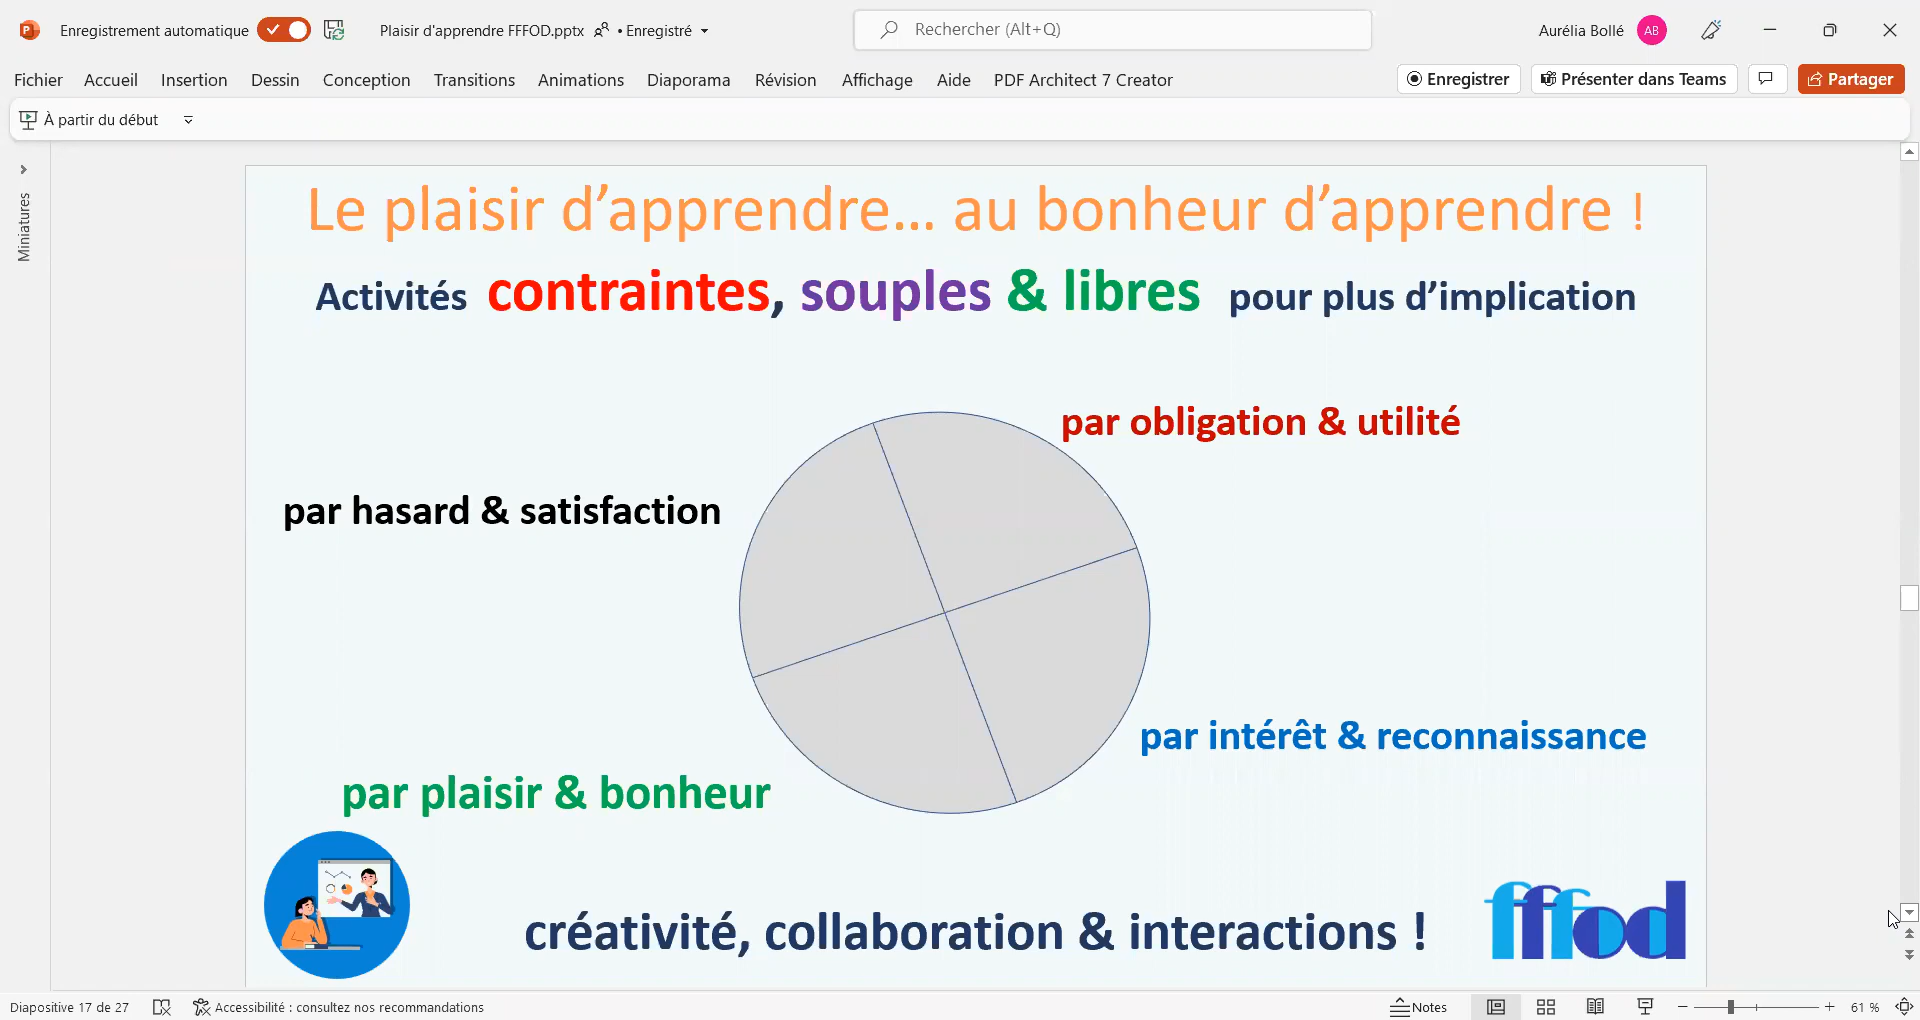 Enregistrement automatique
Plaisir d'apprendre FFFOD.pptx • Enregistré
Rechercher (Alt+Q)
Aurélia Bollé AB
Fichier Accueil Insertion Dessin Conception Transitions Animations Diaporama Révision Affichage Aide PDF Architect 7 Creator
Enregistrer Présenter dans Teams Partager
À partir du début
Miniatures
Le plaisir d’apprendre… au bonheur d’apprendre !
Activités contraintes, souples & libres pour plus d’implication
par obligation & utilité
par hasard & satisfaction
par intérêt & reconnaissance
par plaisir & bonheur
créativité, collaboration & interactions !
fffod
Diapositive 17 de 27 Accessibilité : consultez nos recommandations Notes 61 %